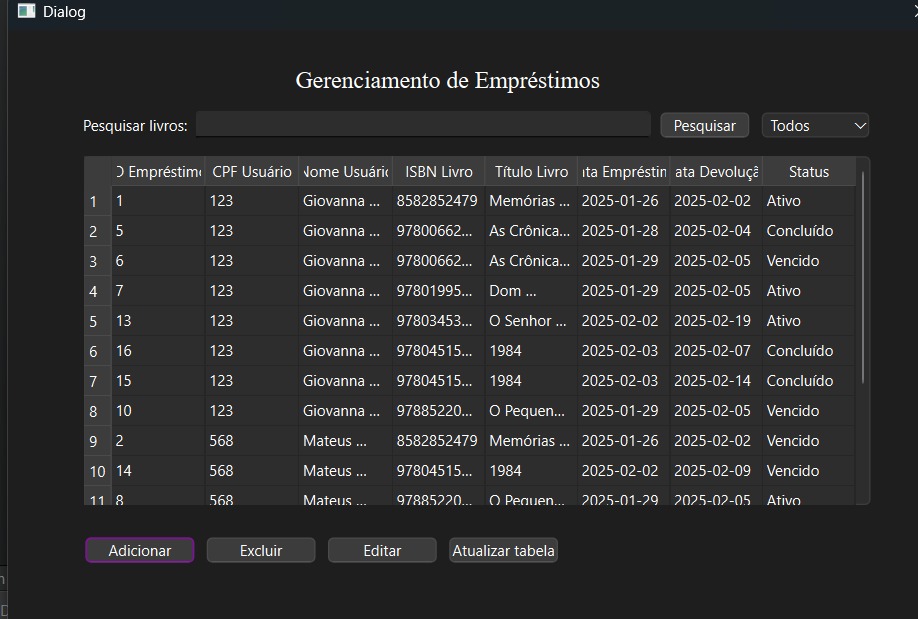 Dialog
Gerenciamento de Empréstimos
Pesquisar livros: Pesquisar Todos
D Empréstimo CPF Usuário Nome Usuário ISBN Livro Título Livro ata Empréstim ata Devoluçã Status
1 1 123 Giovanna ... 8582852479 Memórias ... 2025-01-26 2025-02-02 Ativo
2 5 123 Giovanna ... 97800662... As Crônica... 2025-01-28 2025-02-04 Concluído
3 6 123 Giovanna ... 97800662... As Crônica... 2025-01-29 2025-02-05 Vencido
4 7 123 Giovanna ... 97801995... Dom ... 2025-01-29 2025-02-05 Ativo
5 13 123 Giovanna ... 97803453... O Senhor ... 2025-02-02 2025-02-19 Ativo
6 16 123 Giovanna ... 97804515... 1984 2025-02-03 2025-02-07 Concluído
7 15 123 Giovanna ... 97804515... 1984 2025-02-03 2025-02-14 Concluído
8 10 123 Giovanna ... 97885220... O Pequen... 2025-01-29 2025-02-05 Vencido
9 2 568 Mateus ... 8582852479 Memórias ... 2025-01-26 2025-02-02 Vencido
10 14 568 Mateus ... 97804515... 1984 2025-02-02 2025-02-09 Vencido
11 8 568 Mateus ... 97885220... O Pequen... 2025-01-29 2025-02-05 Ativo
Adicionar Excluir Editar Atualizar tabela